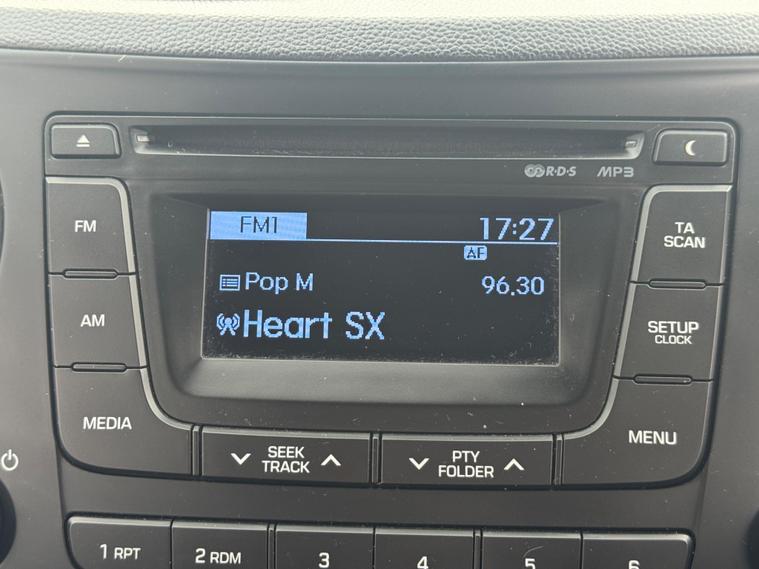 R·D·S MP3
FM1 17:27
AF
Pop M 96.30
Heart SX
FM
AM
MEDIA
TA
SCAN
SETUP
CLOCK
MENU
SEEK
TRACK
PTY
FOLDER
1 RPT 2 RDM 3 4 5 6